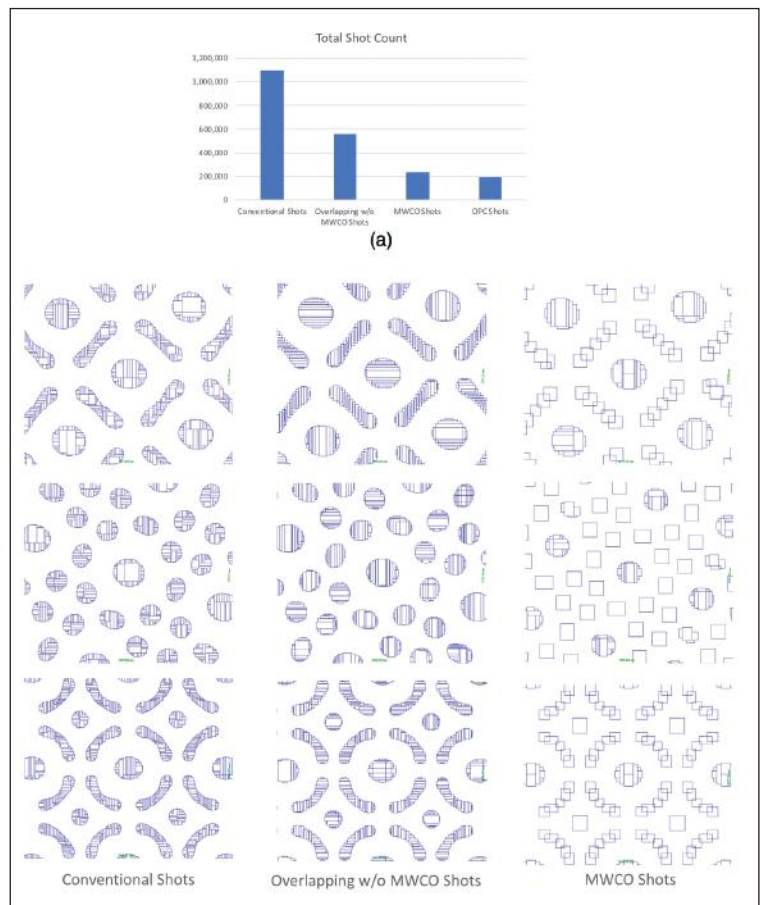 Total Shot Count
1,200,000
1,000,000
800,000
600,000
400,000
200,000
0
Conventional Shots
Overlapping w/o
MWCO Shots
MWCO Shots
OPC Shots
(a)
Conventional Shots
Overlapping w/o MWCO Shots
MWCO Shots